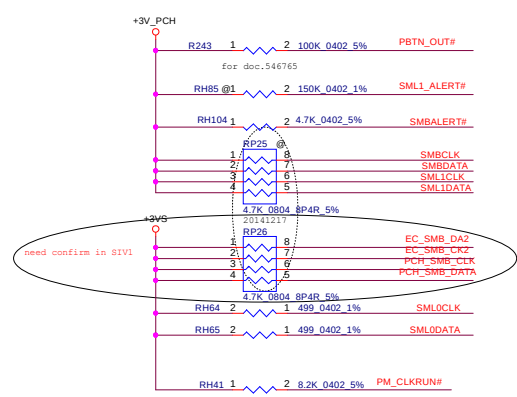 +3V_PCH
R243 1 2 100K_0402_5% PBTN_OUT#
for doc.546765
RH85 @ 1 2 150K_0402_1% SML1_ALERT#
RH104 1 2 4.7K_0402_5% SMBALERT#
RP25 @
1 8 SMBCLK
2 7 SMBDATA
3 6 SML1CLK
4 5 SML1DATA
4.7K_0804_8P4R_5%
20141217
+3VS
RP26
1 8 EC_SMB_DA2
2 7 EC_SMB_CK2
need confirm in SIV1
3 6 PCH_SMB_CLK
4 5 PCH_SMB_DATA
4.7K_0804_8P4R_5%
RH64 2 1 499_0402_1% SML0CLK
RH65 2 1 499_0402_1% SML0DATA
RH41 1 2 8.2K_0402_5% PM_CLKRUN#